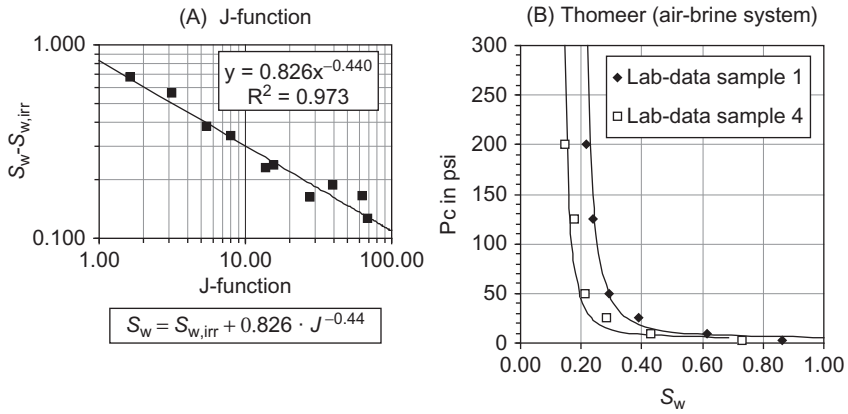 (A) J-function
1.000
y = 0.826x^−0.440
R² = 0.973
S_w-S_w,irr
0.100
1.00 10.00 100.00
J-function
S_w = S_w,irr + 0.826 · J^−0.44
(B) Thomeer (air-brine system)
300
Lab-data sample 1
250
Lab-data sample 4
200
Pc in psi
150
100
50
0
0.00 0.20 0.40 0.60 0.80 1.00
S_w